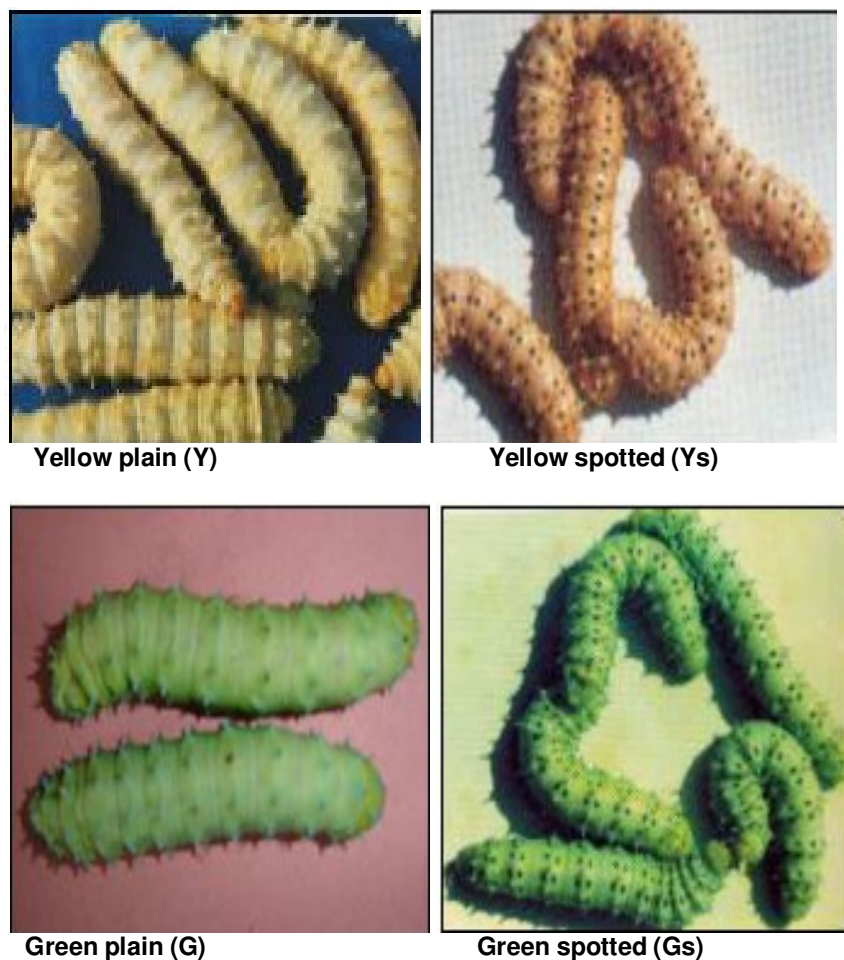 Yellow plain (Y)
Yellow spotted (Ys)
Green plain (G)
Green spotted (Gs)